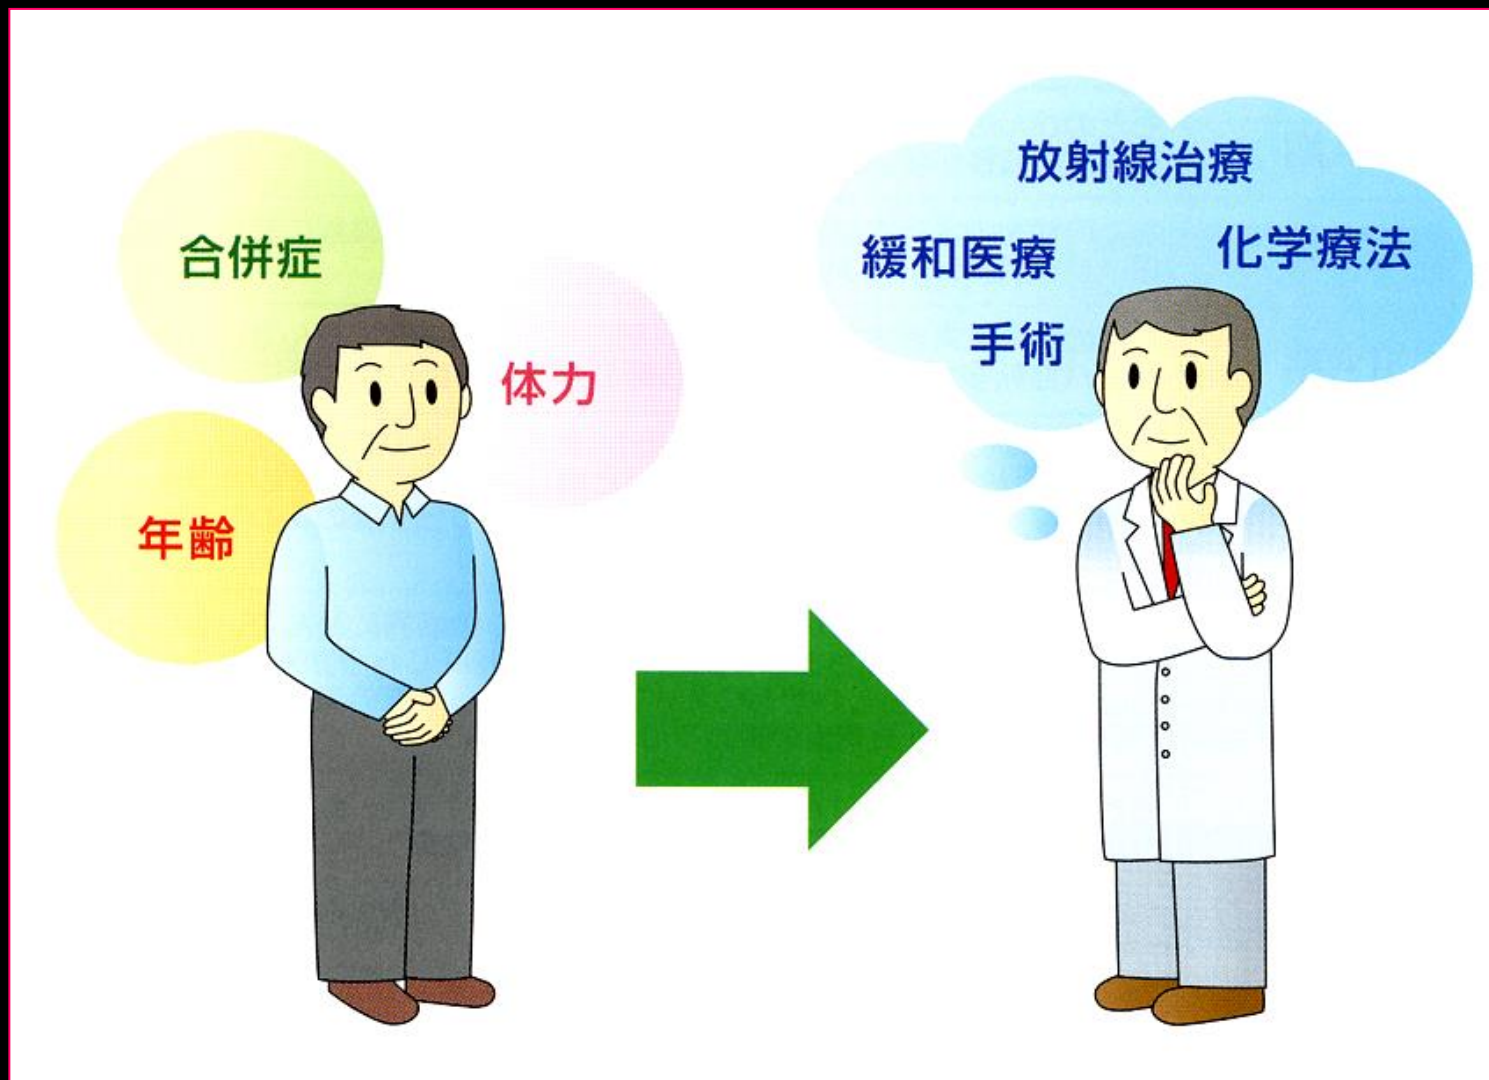 合併症
体力
年齢
放射線治療
緩和医療
化学療法
手術